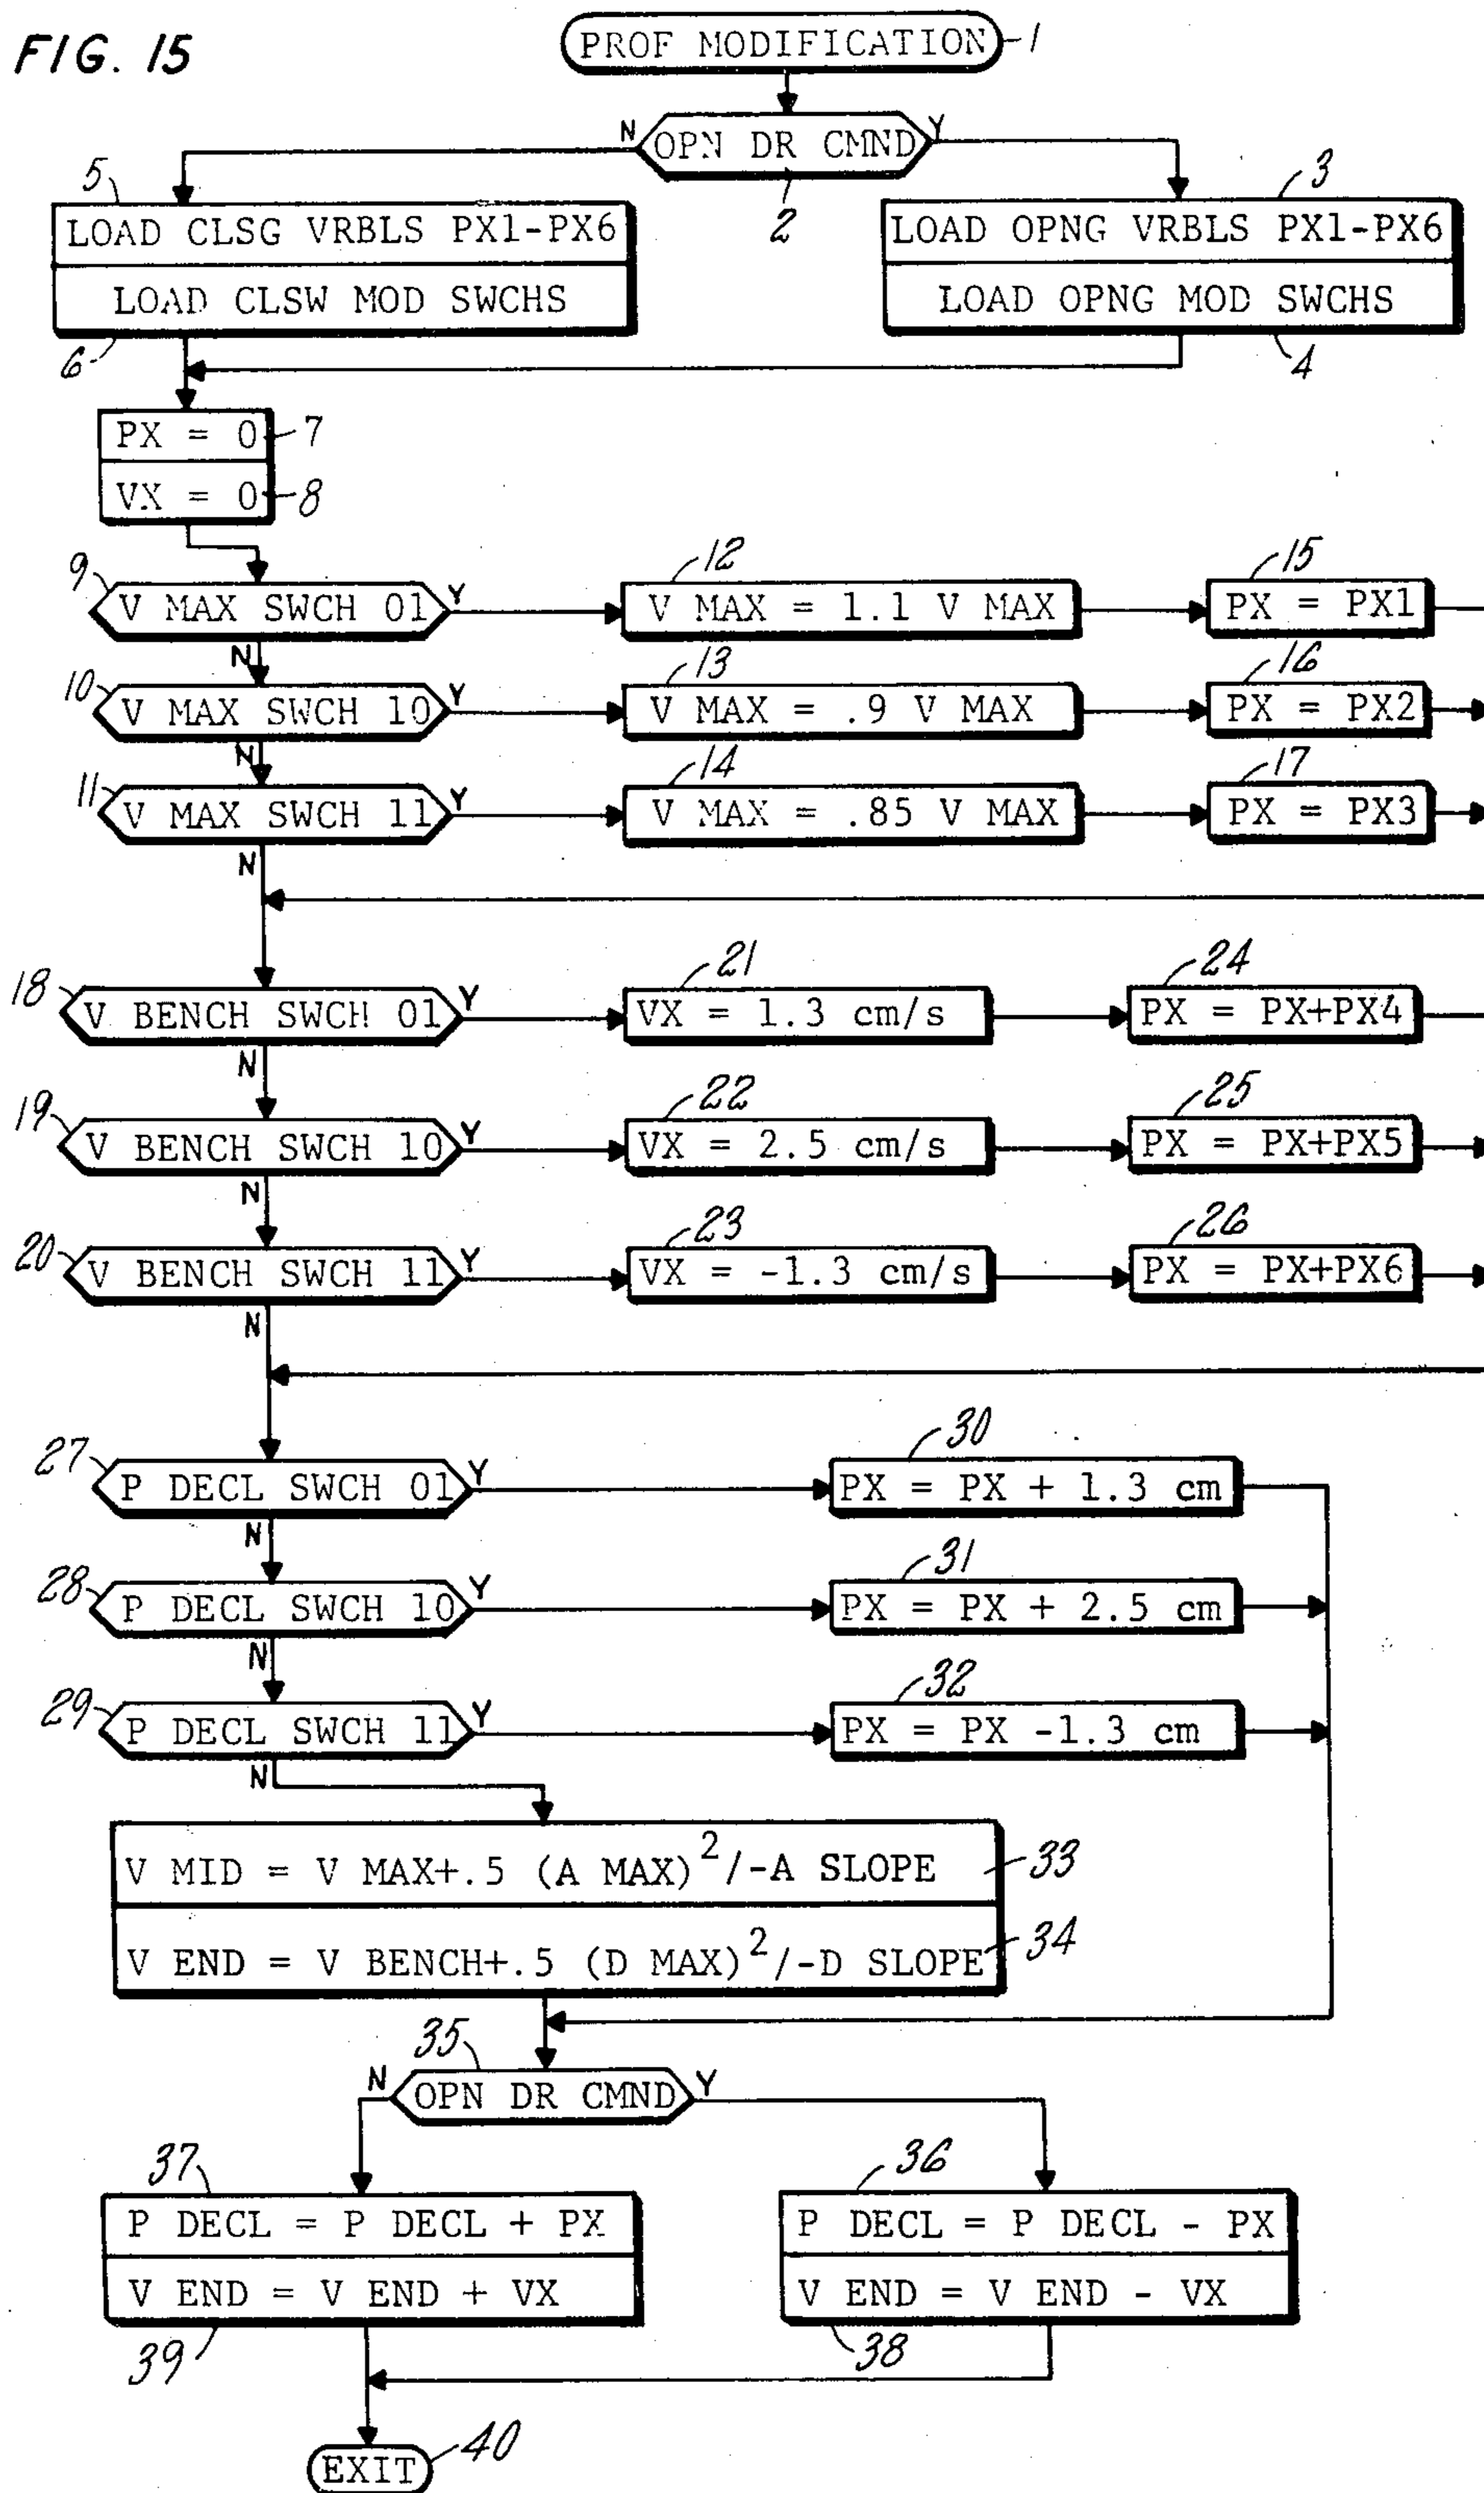 FIG. 15
PROF MODIFICATION 1
N OPN DR CMND Y
2
5
LOAD CLSG VRBLS PX1-PX6
LOAD CLSW MOD SWCHS
6
3
LOAD OPNG VRBLS PX1-PX6
LOAD OPNG MOD SWCHS
4
PX = 0 7
VX = 0 8
9 V MAX SWCH 01 Y
12 V MAX = 1.1 V MAX
15 PX = PX1
N
10 V MAX SWCH 10 Y
13 V MAX = .9 V MAX
16 PX = PX2
N
11 V MAX SWCH 11 Y
14 V MAX = .85 V MAX
17 PX = PX3
N
18 V BENCH SWCH 01 Y
21 VX = 1.3 cm/s
24 PX = PX+PX4
N
19 V BENCH SWCH 10 Y
22 VX = 2.5 cm/s
25 PX = PX+PX5
N
20 V BENCH SWCH 11 Y
23 VX = -1.3 cm/s
26 PX = PX+PX6
N
27 P DECL SWCH 01 Y
30 PX = PX + 1.3 cm
N
28 P DECL SWCH 10 Y
31 PX = PX + 2.5 cm
N
29 P DECL SWCH 11 Y
32 PX = PX -1.3 cm
N
V MID = V MAX+.5 (A MAX)²/-A SLOPE 33
V END = V BENCH+.5 (D MAX)²/-D SLOPE 34
35
N OPN DR CMND Y
37
P DECL = P DECL + PX
V END = V END + VX
39
36
P DECL = P DECL - PX
V END = V END - VX
38
EXIT 40